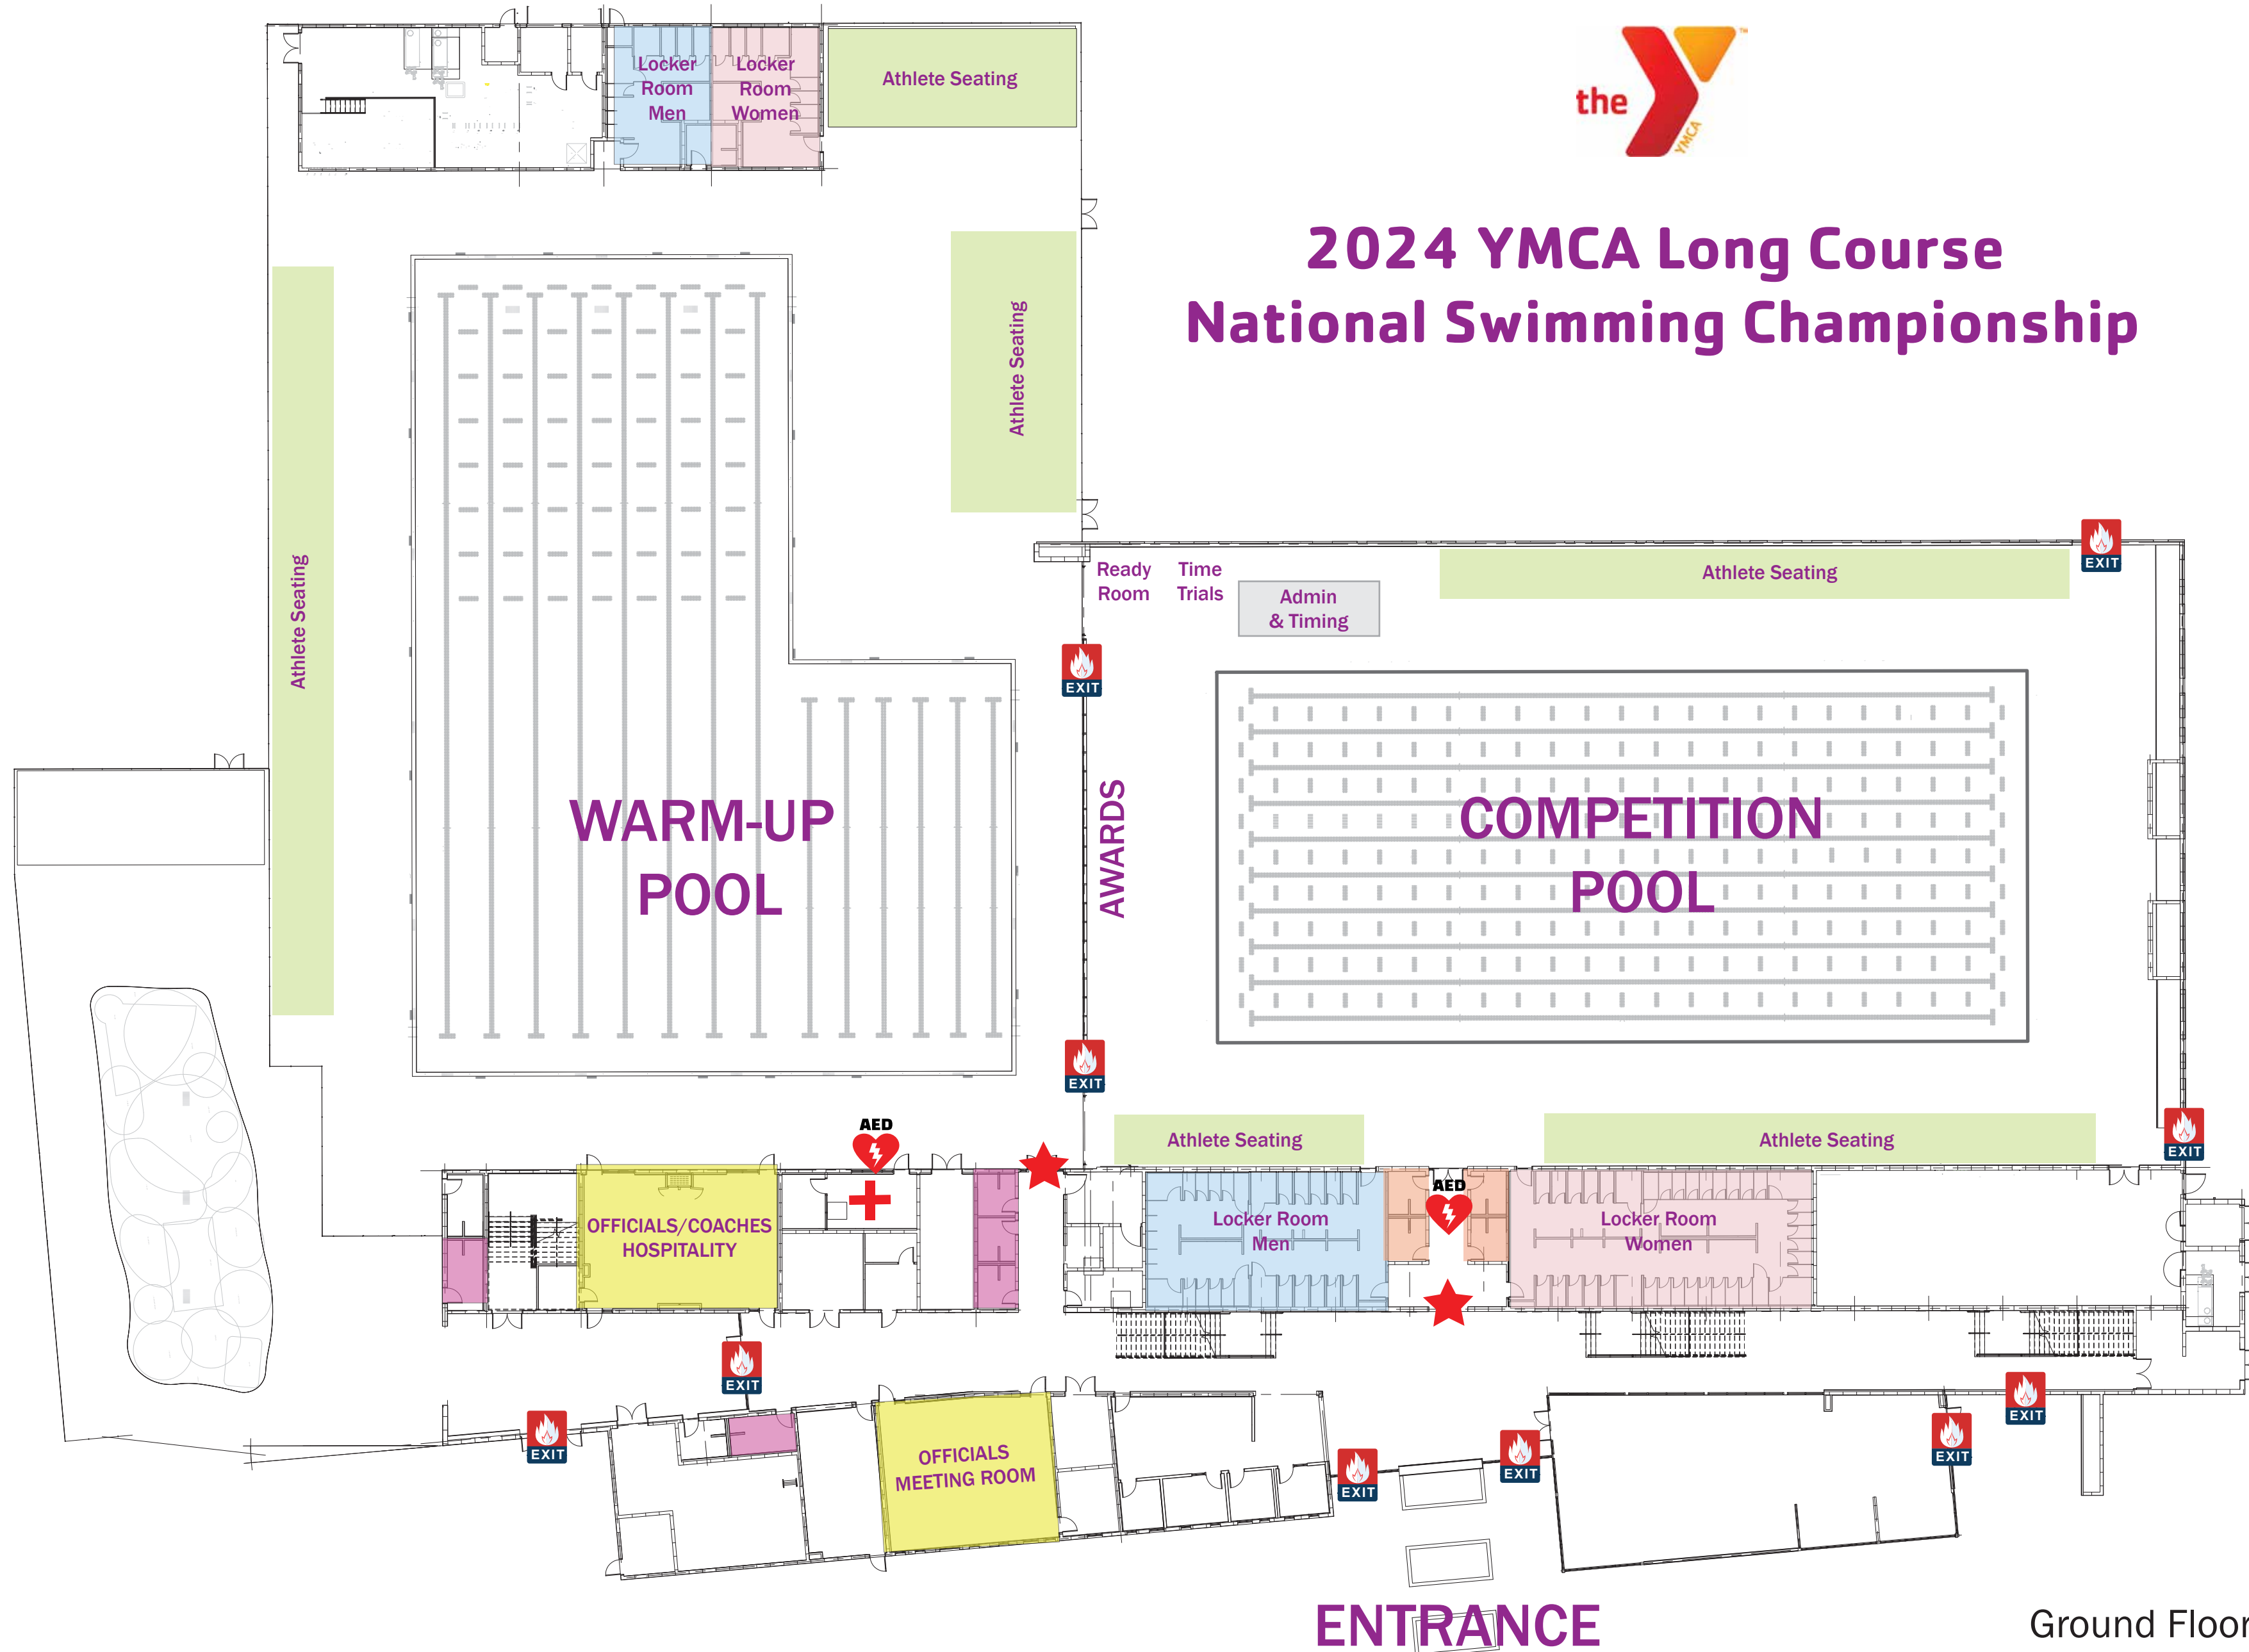 the
YMCA
TM
2024 YMCA Long Course
National Swimming Championship
Locker
Room
Men
Locker
Room
Women
Athlete Seating
Athlete Seating
Athlete Seating
Ready
Room
Time
Trials
Admin
& Timing
Athlete Seating
EXIT
EXIT
WARM-UP
POOL
AWARDS
COMPETITION
POOL
EXIT
EXIT
Athlete Seating
Athlete Seating
AED
AED
OFFICIALS/COACHES
HOSPITALITY
Locker Room
Men
Locker Room
Women
EXIT
EXIT
EXIT
EXIT
EXIT
EXIT
OFFICIALS
MEETING ROOM
ENTRANCE
Ground Floor